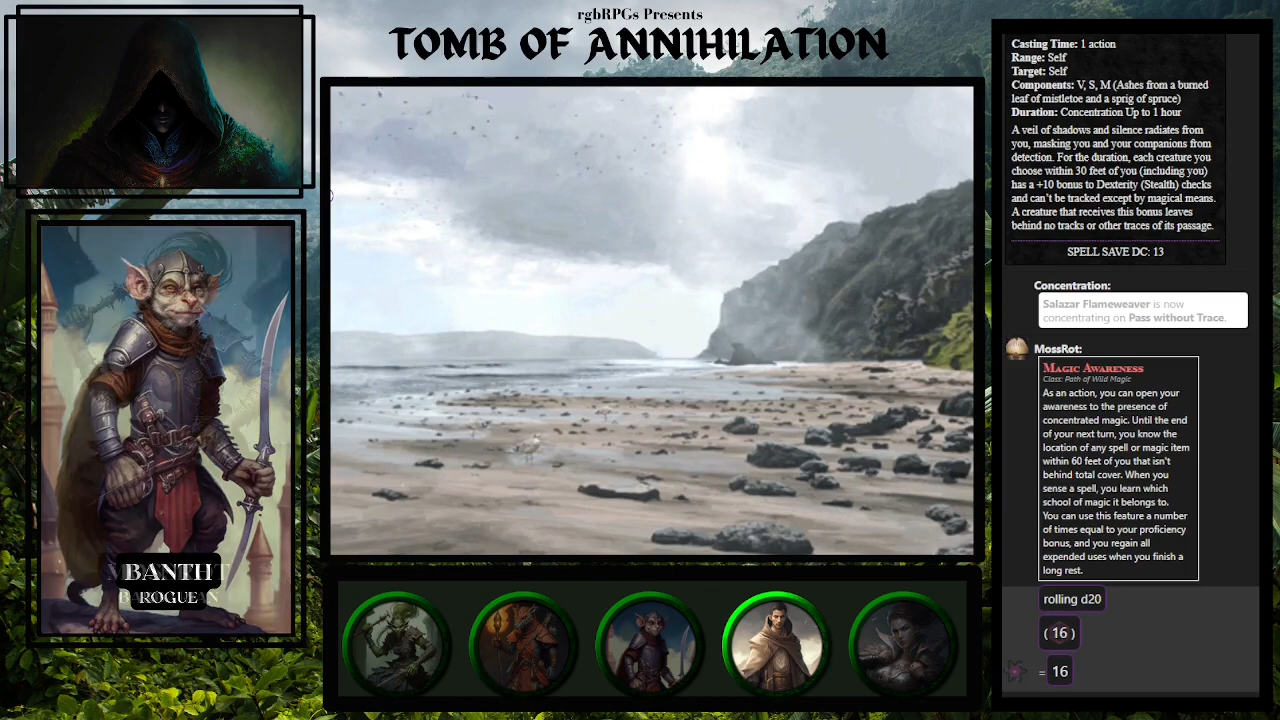 rgbRPGs Presents
TOMB OF ANNIHILATION
BANTH
ROGUE
Casting Time: 1 action
Range: Self
Target: Self
Components: V, S, M (Ashes from a burned
leaf of mistletoe and a sprig of spruce)
Duration: Concentration Up to 1 hour
A veil of shadows and silence radiates from
you, masking you and your companions from
detection. For the duration, each creature you
choose within 30 feet of you (including you)
has a +10 bonus to Dexterity (Stealth) checks
and can't be tracked except by magical means.
A creature that receives this bonus leaves
behind no tracks or other traces of its passage.
SPELL SAVE DC: 13
Concentration:
Salazar Flameweaver is now
concentrating on Pass without Trace.
MossRot:
Magic Awareness
Class: Path of Wild Magic
As an action, you can open your
awareness to the presence of
concentrated magic. Until the end
of your next turn, you know the
location of any spell or magic item
within 60 feet of you that isn't
behind total cover. When you
sense a spell, you learn which
school of magic it belongs to.
You can use this feature a number
of times equal to your proficiency
bonus, and you regain all
expended uses when you finish a
long rest.
rolling d20
(16)
=16